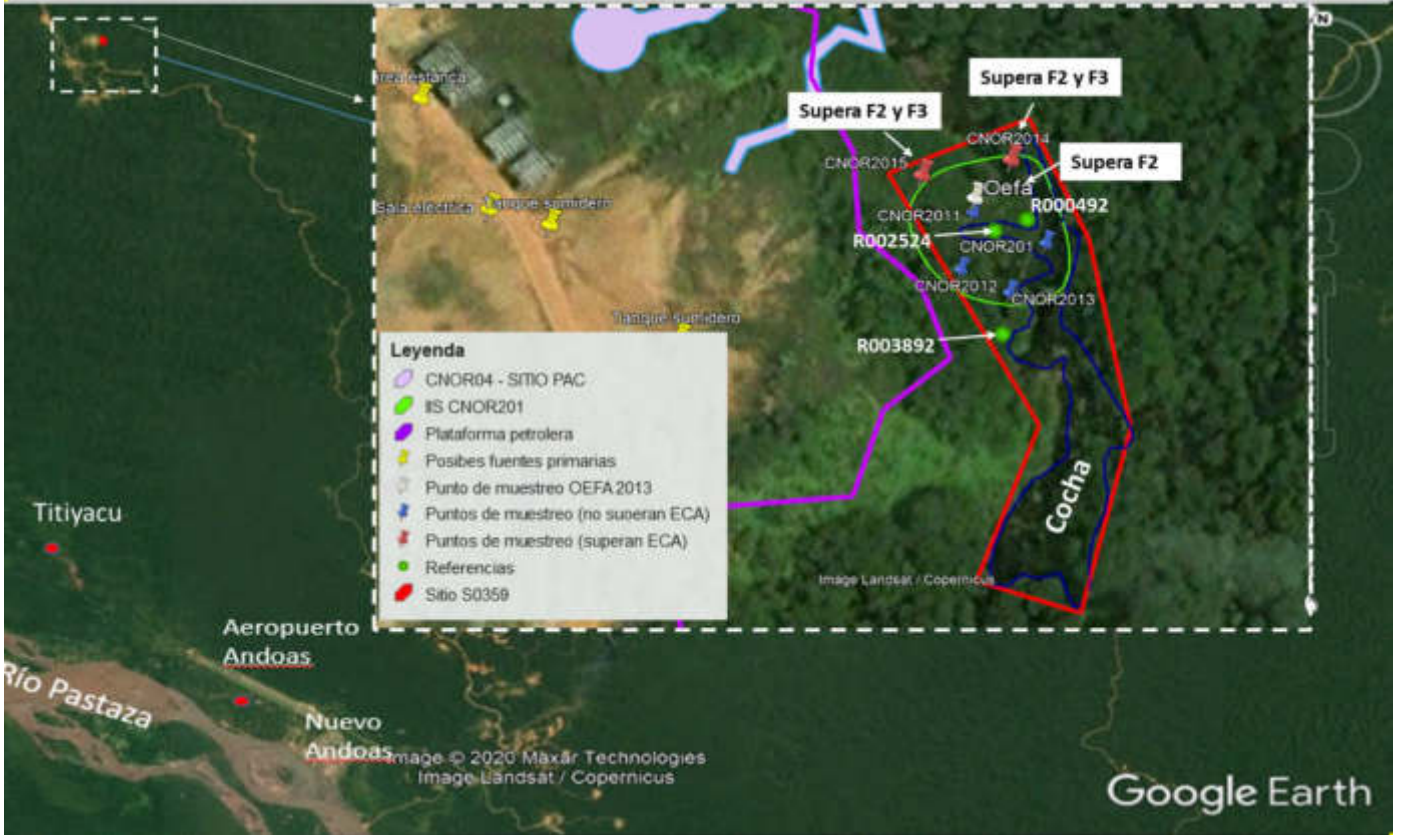 N
Área estanca
Supera F2 y F3
Supera F2 y F3
CNOR2014
CNOR2015
Supera F2
Oefa
R000492
Sala eléctrica
Tanque sumidero
CNOR2011
R002524
CNOR201
CNOR2012
CNOR2013
Tanque sumidero
R003892
Leyenda
CNOR04 - SITIO PAC
IIS CNOR201
Plataforma petrolera
Posibes fuentes primarias
Punto de muestreo OEFA 2013
Puntos de muestreo (no suoeran ECA)
Puntos de muestreo (superan ECA)
Referencias
Sitio S0359
Cocha
Image Landsat / Copernicus
Titiyacu
Aeropuerto
Andoas
Río Pastaza
Nuevo
Andoas
Image © 2020 Maxar Technologies
Image Landsat / Copernicus
Google Earth